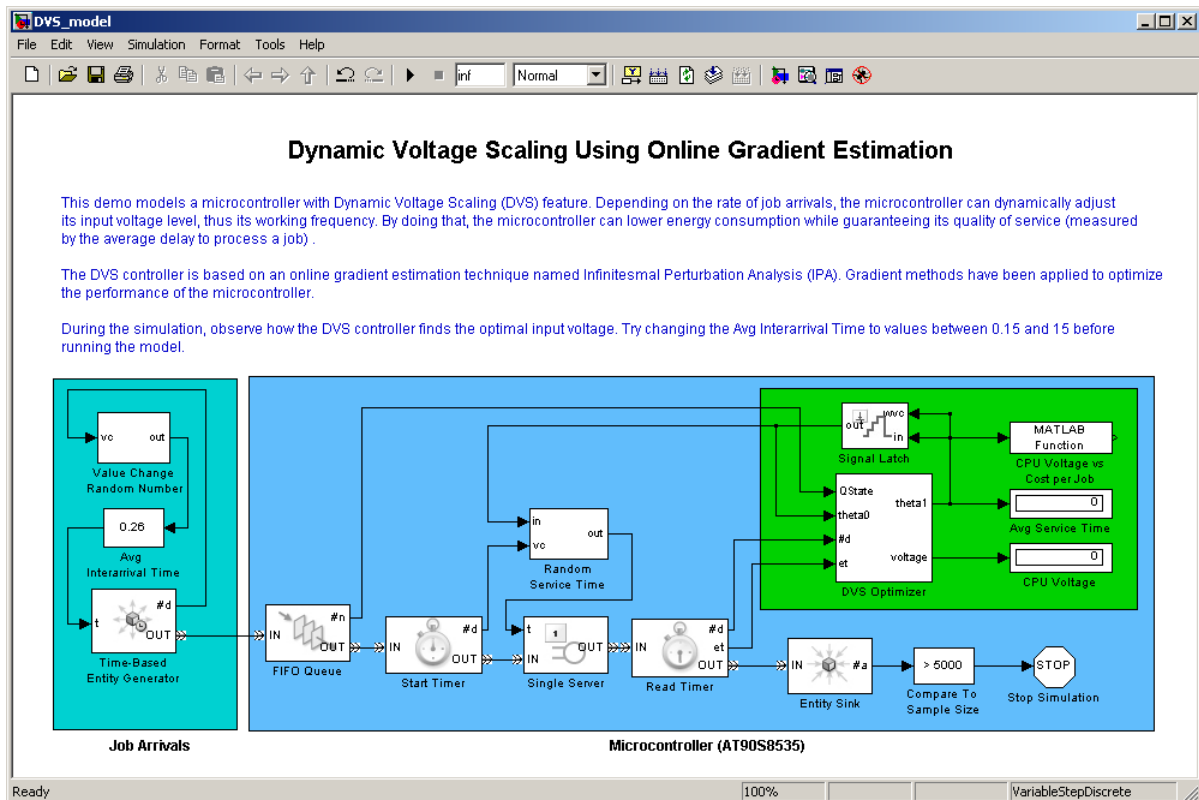 DVS_model
File Edit View Simulation Format Tools Help
inf Normal
Dynamic Voltage Scaling Using Online Gradient Estimation
This demo models a microcontroller with Dynamic Voltage Scaling (DVS) feature. Depending on the rate of job arrivals, the microcontroller can dynamically adjust
its input voltage level, thus its working frequency. By doing that, the microcontroller can lower energy consumption while guaranteeing its quality of service (measured
by the average delay to process a job) .
The DVS controller is based on an online gradient estimation technique named Infinitesmal Perturbation Analysis (IPA). Gradient methods have been applied to optimize
the performance of the microcontroller.
During the simulation, observe how the DVS controller finds the optimal input voltage. Try changing the Avg Interarrival Time to values between 0.15 and 15 before
running the model.
vc out
Value Change
Random Number
0.26
Avg
Interarrival Time
t #d OUT
Time-Based
Entity Generator
Job Arrivals
IN #n OUT
FIFO Queue
IN #d OUT
Start Timer
in vc out
Random
Service Time
t IN 1 OUT
Single Server
IN #d et OUT
Read Timer
out wvc in
Signal Latch
QState theta0 #d et theta1 voltage
DVS Optimizer
MATLAB
Function
CPU Voltage vs
Cost per Job
0
Avg Service Time
0
CPU Voltage
IN #a
Entity Sink
> 5000
Compare To
Sample Size
STOP
Stop Simulation
Microcontroller (AT90S8535)
Ready 100% VariableStepDiscrete